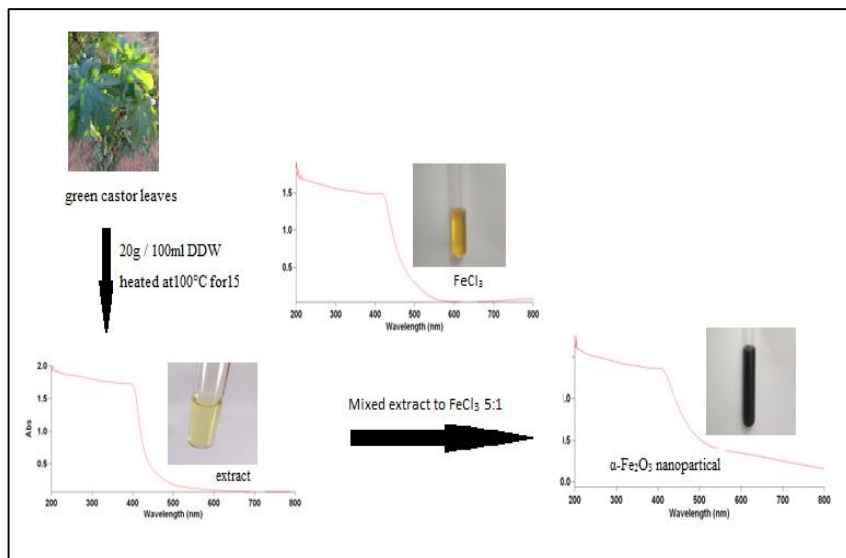 green castor leaves
20g / 100ml DDW
heated at100°C for15
1.5
1.0
0.5
200 300 400 500 600 700 800
Wavelength (nm)
FeCl₃
2.0
1.5
1.0
0.5
Abs
200 300 400 500 600 700 800
Wavelength (nm)
extract
Mixed extract to FeCl₃ 5:1
).5
0.0
200 300 400 500 600 700 800
Wavelength (nm)
α-Fe₂O₃ nanopartical